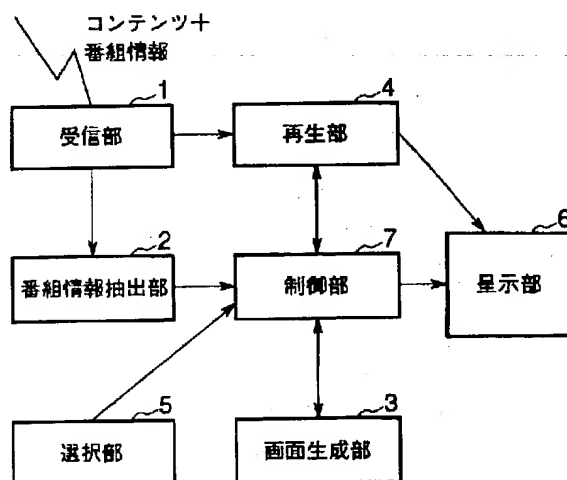 コンテンツ＋
番組情報
1
受信部
4
再生部
6
呈示部
2
番組情報抽出部
7
制御部
5
選択部
3
画面生成部